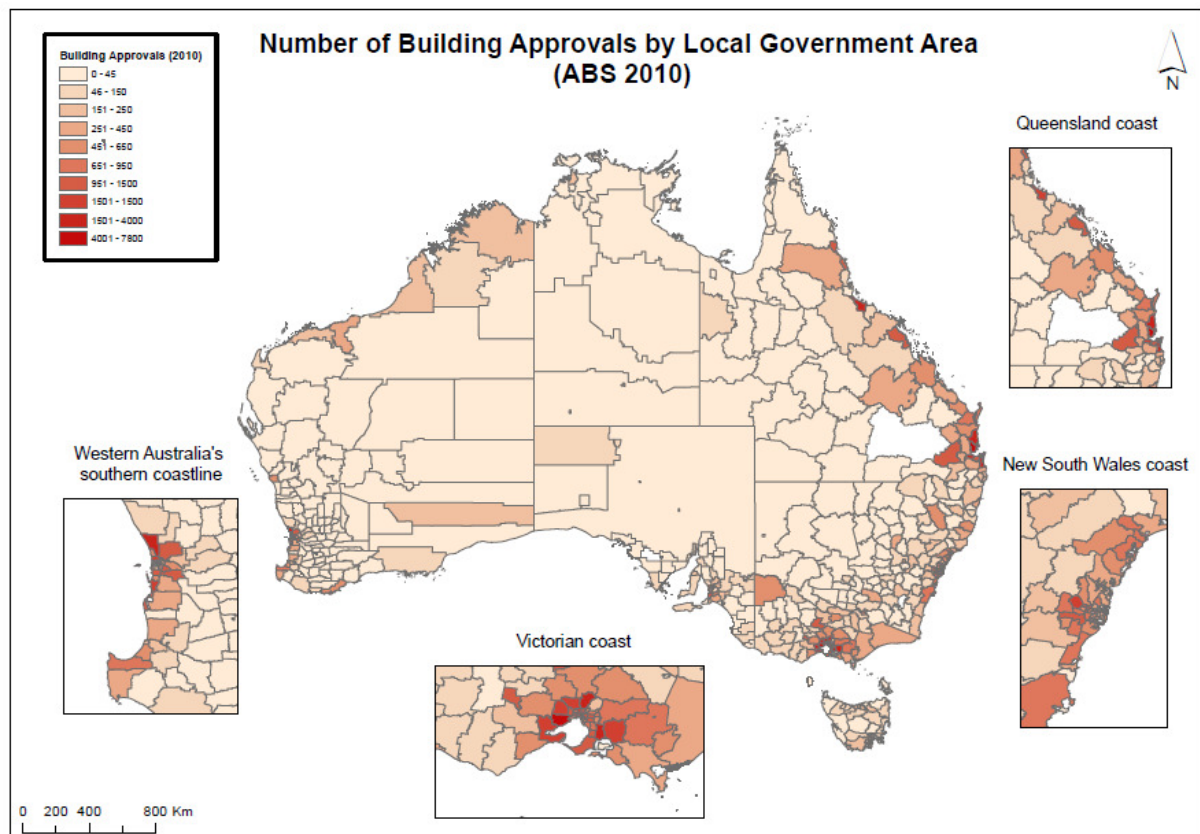 Number of Building Approvals by Local Government Area
(ABS 2010)
Building Approvals (2010)
0 - 45
46 - 150
151 - 250
251 - 450
451 - 650
651 - 950
951 - 1500
1501 - 1500
1501 - 4000
4001 - 7800
N
Queensland coast
Western Australia's
southern coastline
New South Wales coast
Victorian coast
0 200 400 800 Km